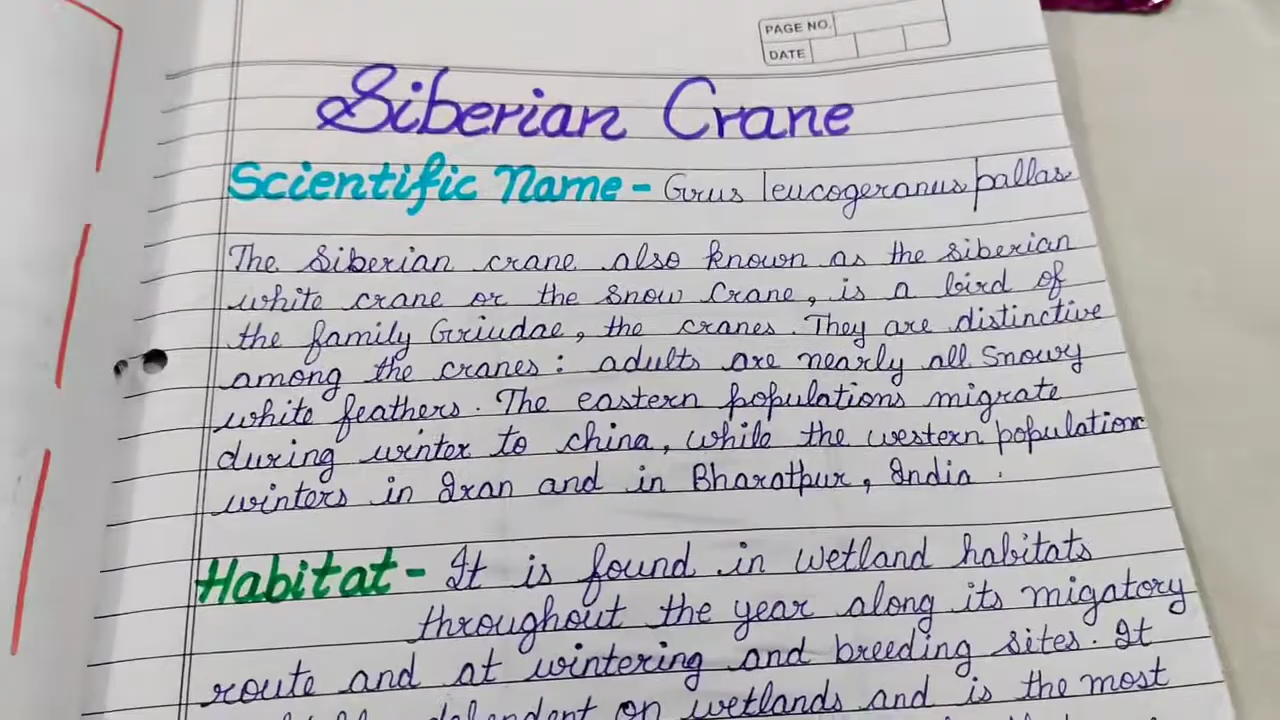 PAGE NO.
DATE
Siberian Crane
Scientific Name - Grus leucogeranus pallas
The Siberian crane also known as the siberian
white crane or the snow Crane, is a bird of
the family Griudae, the cranes. They are distinctive
among the cranes : adults are nearly all snowy
white feathers. The eastern populations migrate
during winter to china, while the western population
winters in Iran and in Bharatpur, India.
Habitat - It is found in wetland habitats
throughout the year along its migatory
route and at wintering and breeding sites. It
dependent on wetlands and is the most